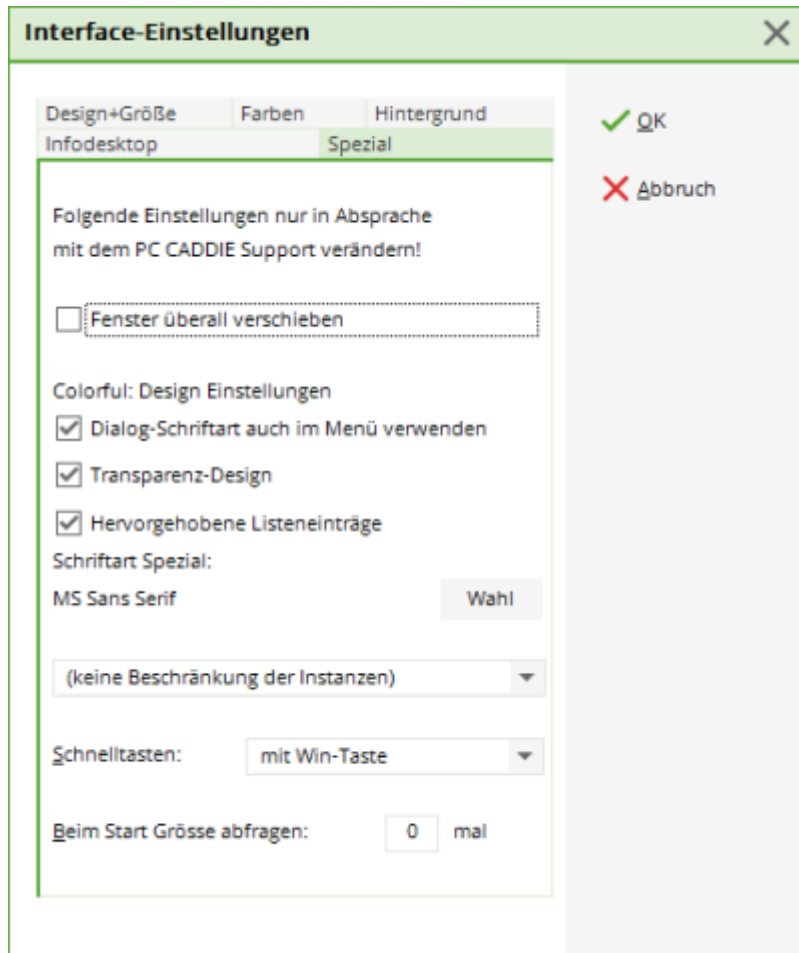 Interface-Einstellungen
Design+Größe Farben Hintergrund
Infodesktop Spezial
OK
Abbruch
Folgende Einstellungen nur in Absprache
mit dem PC CADDIE Support verändern!
Fenster überall verschieben
Colorful: Design Einstellungen
Dialog-Schriftart auch im Menü verwenden
Transparenz-Design
Hervorgehobene Listeneinträge
Schriftart Spezial:
MS Sans Serif Wahl
(keine Beschränkung der Instanzen)
Schnelltasten: mit Win-Taste
Beim Start Grösse abfragen: 0 mal